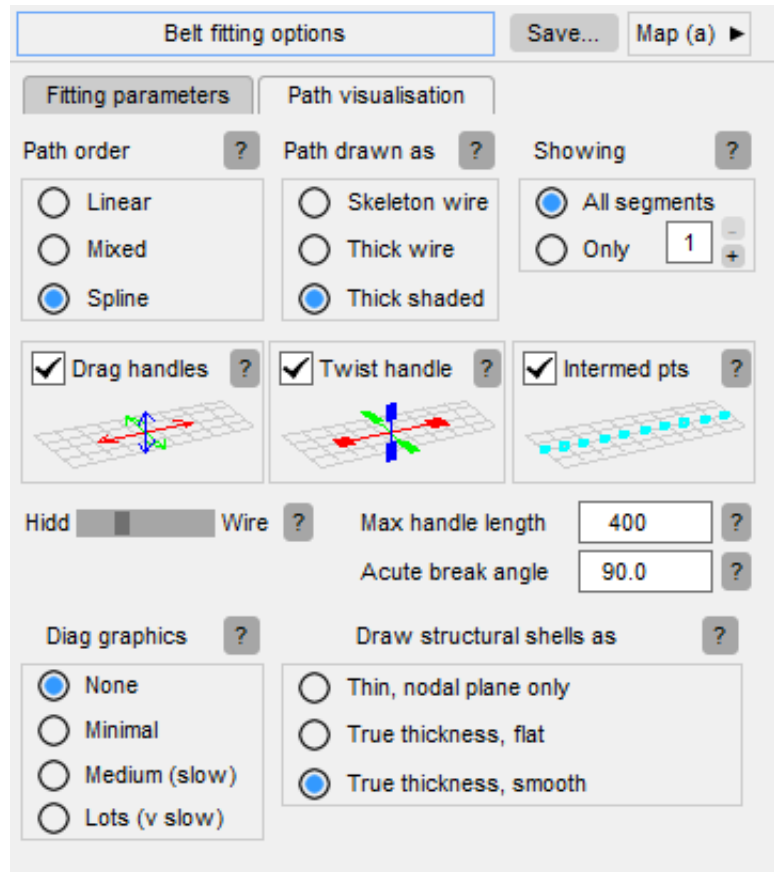 Belt fitting options Save... Map (a) ▶
Fitting parameters Path visualisation
Path order ? Path drawn as ? Showing ?
Linear Skeleton wire All segments
Mixed Thick wire Only 1 - +
Spline Thick shaded
Drag handles ? Twist handle ? Intermed pts ?
Hidd Wire ? Max handle length 400 ?
Acute break angle 90.0 ?
Diag graphics ? Draw structural shells as ?
None Thin, nodal plane only
Minimal True thickness, flat
Medium (slow) True thickness, smooth
Lots (v slow)